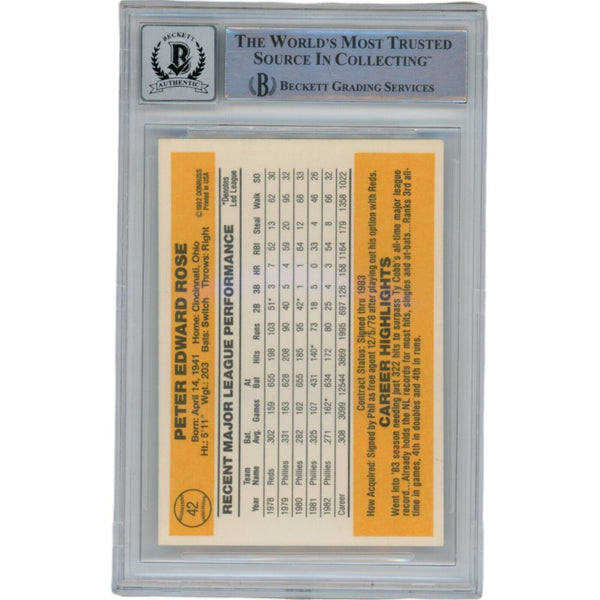 BECKETT
B
AUTHENTIC
THE WORLD'S MOST TRUSTED
SOURCE IN COLLECTING™
B BECKETT GRADING SERVICES
42
PETER EDWARD ROSE
©1982 DONRUSS
Printed in USA
Born: April 14, 1941 Home: Cincinnati, Ohio
Ht.: 5'11" Wgt.: 203 Bats: Switch Throws: Right
RECENT MAJOR LEAGUE PERFORMANCE
*Denotes
Led League
Year Team Name Bat. Avg. Games At Bat Hits Runs 2B 3B HR RBI Steal Walk SO
1978 Reds .302 159 655 198 103 51* 3 7 52 13 62 30
1979 Phillies .331 163 628 208 90 40 5 4 59 20 95 32
1980 Phillies .282 162 655 185 95 42* 1 1 64 12 66 33
1981 Phillies .325 107 431 140* 73 18 5 0 33 4 46 26
1982 Phillies .271 162* 634 172 80 25 4 3 54 8 66 32
Career .308 3099 12544 3869 1995 697 126 158 1164 179 1358 1022
Contract Status: Signed thru 1983
How Acquired: Signed by Phil as free agent 12/5/78 after playing out his option with Reds.
CAREER HIGHLIGHTS
Went into '83 season needing just 322 hits to surpass Ty Cobb's all-time major league
record...Already holds the NL records for most hits, singles and at-bats...Ranks 3rd all-
time in games, 4th in doubles and 4th in runs.